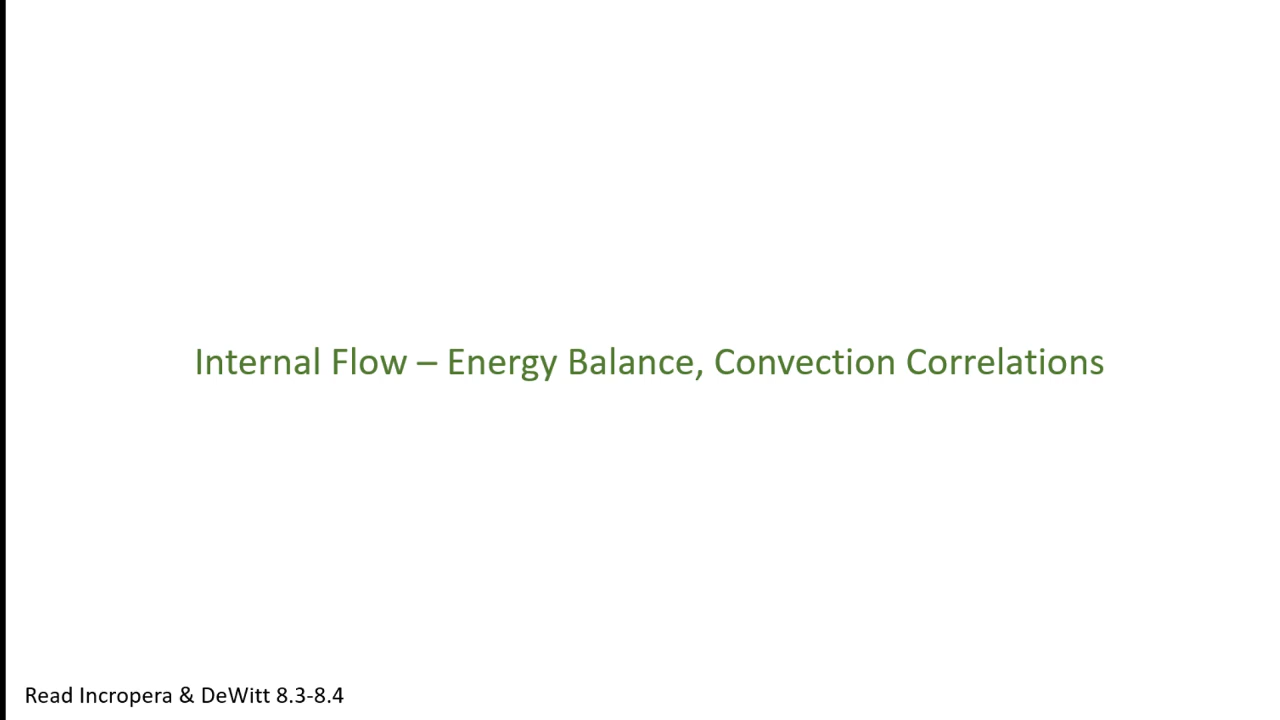 Internal Flow – Energy Balance, Convection Correlations
Read Incropera & DeWitt 8.3-8.4